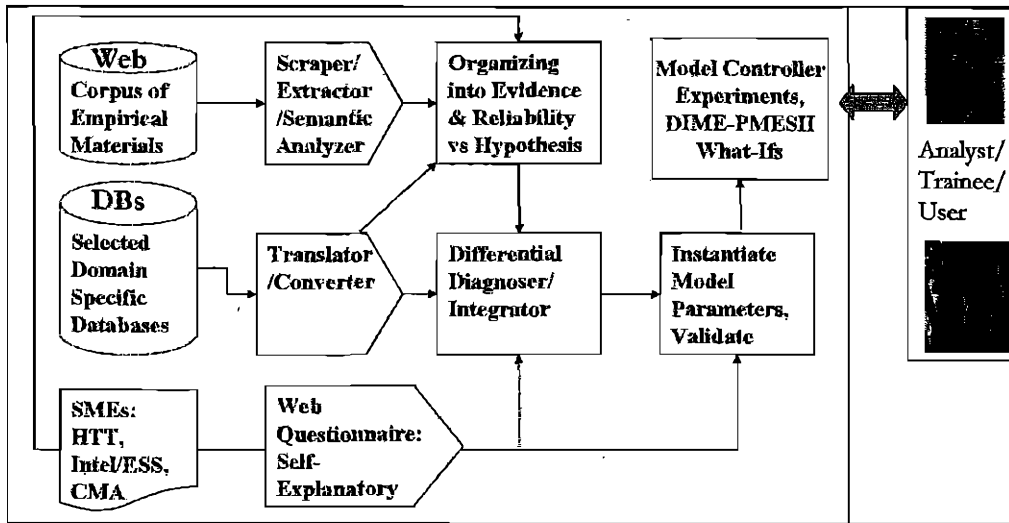 Web
Corpus of
Empirical
Materials
Scraper/
Extractor
/Semantic
Analyzer
Organizing
into Evidence
& Reliability
vs Hypothesis
Model Controller
Experiments,
DIME-PMESII
What-Ifs
Analyst/
Trainee/
User
DBs
Selected
Domain
Specific
Databases
Translator
/Converter
Differential
Diagnoser/
Integrator
Instantiate
Model
Parameters,
Validate
SMEs:
HTT,
Intel/ESS,
CMA
Web
Questionnaire:
Self-
Explanatory